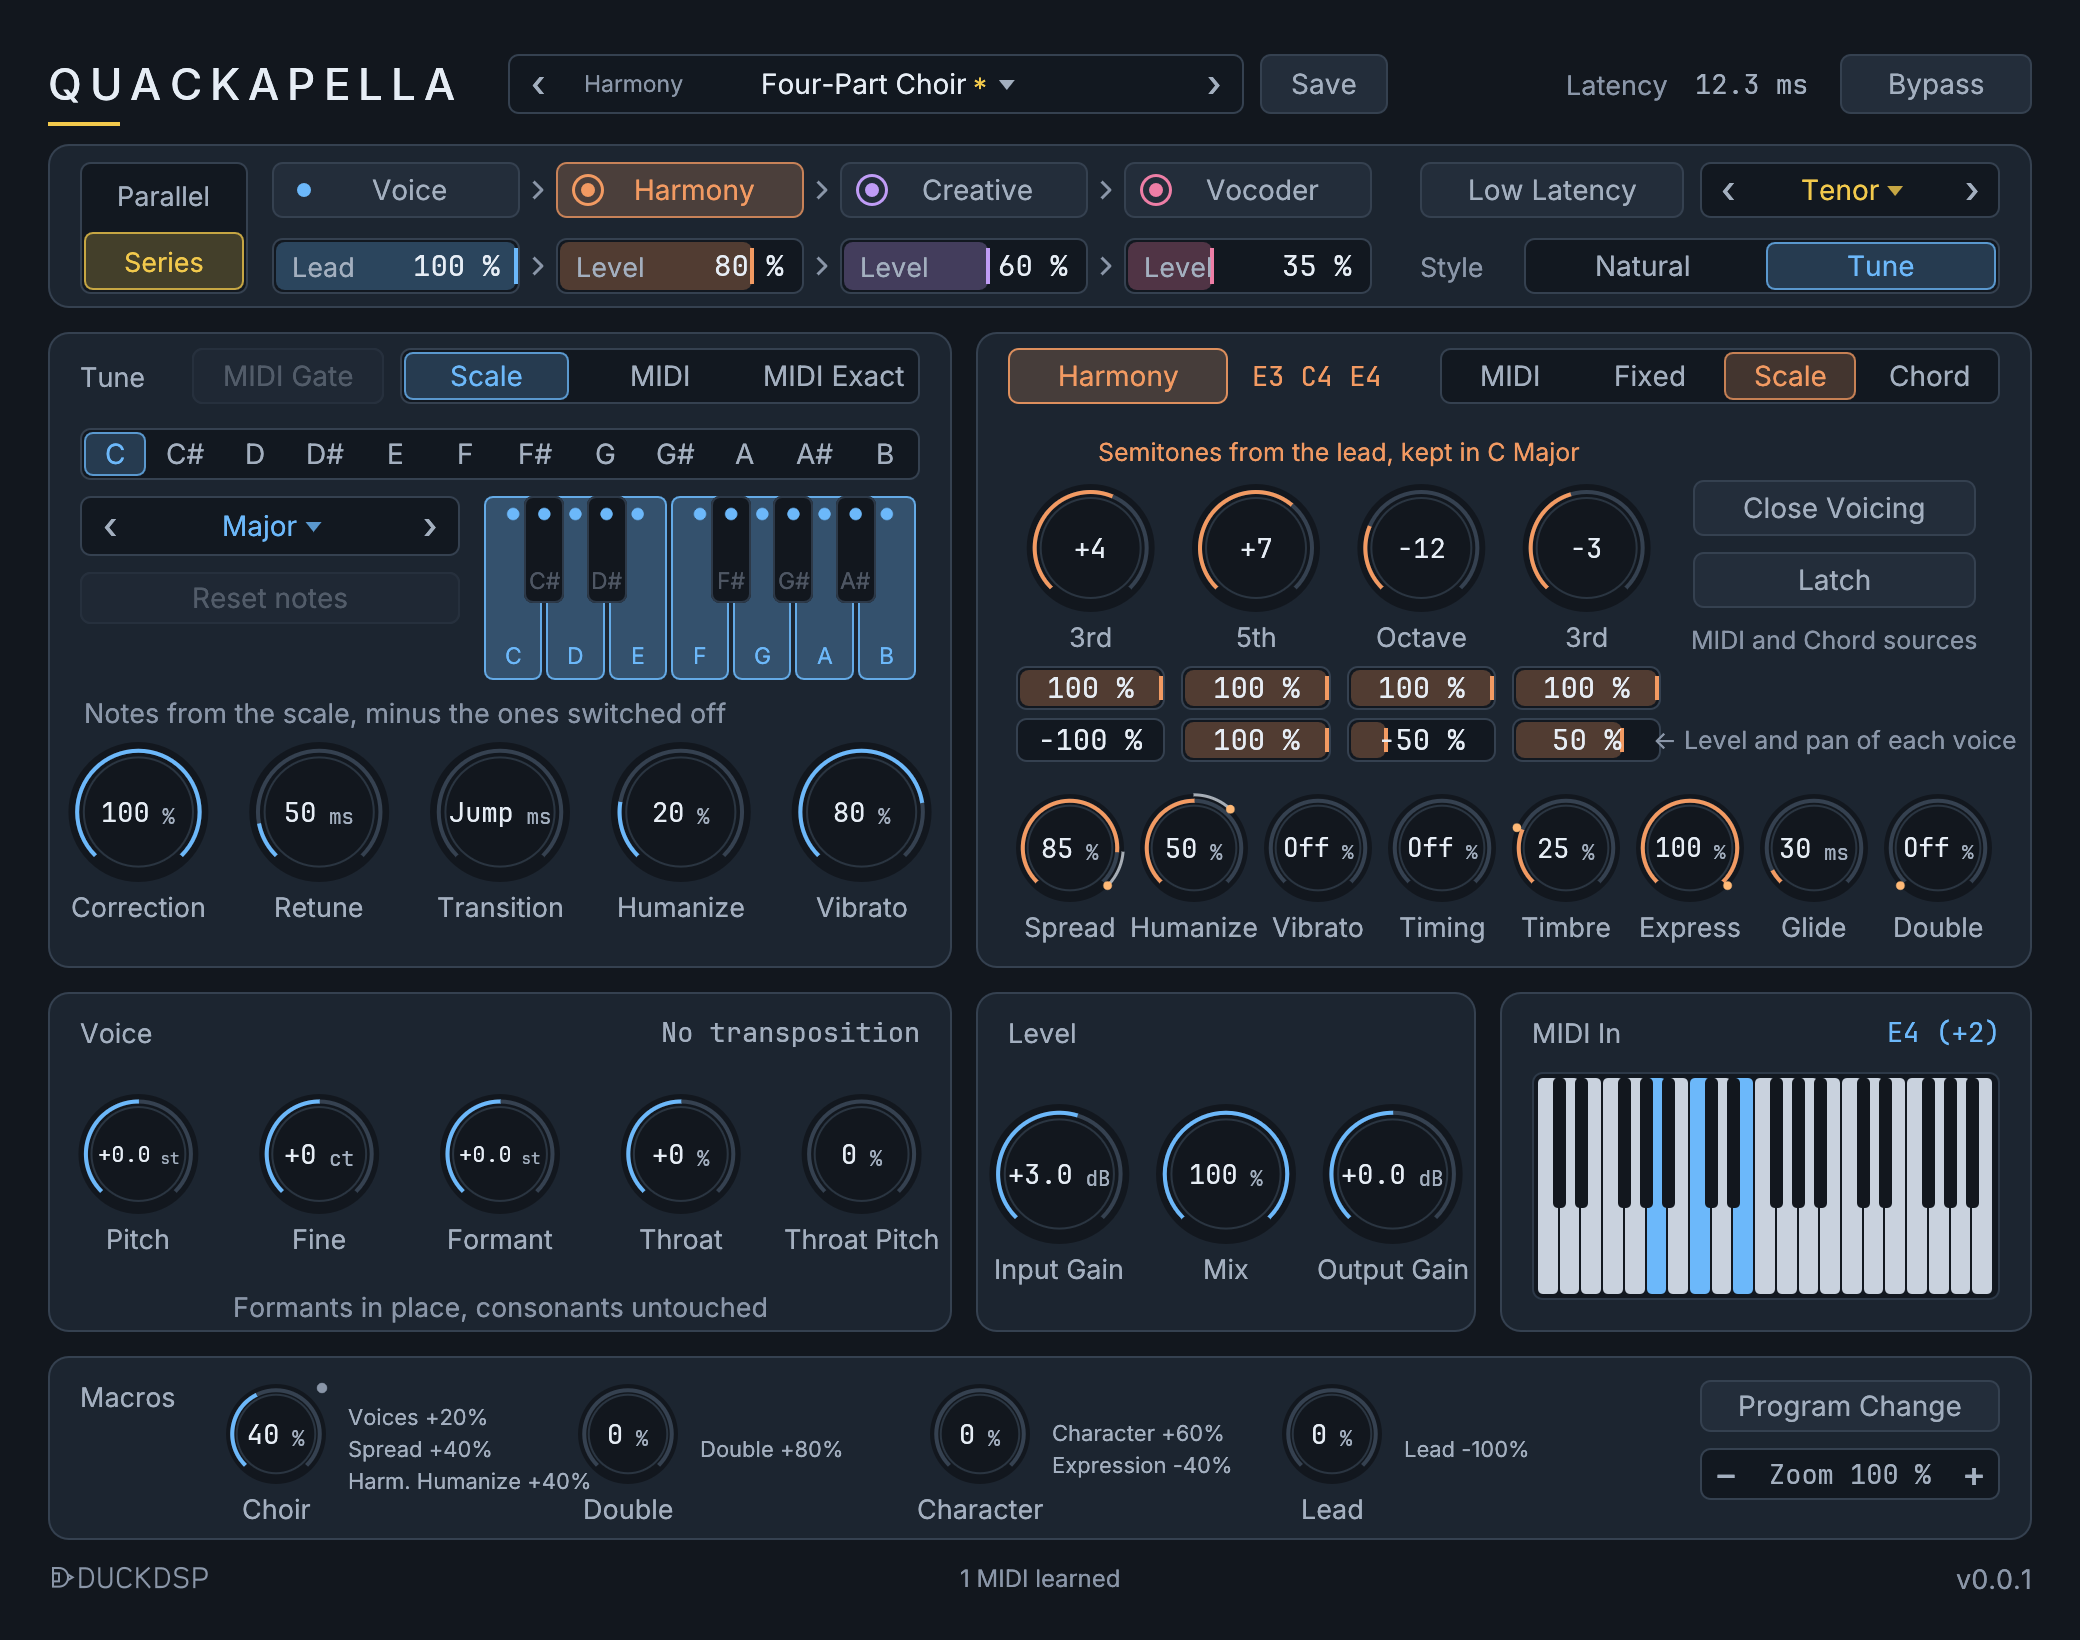 QUACKAPELLA
‹ Harmony Four-Part Choir * ›
Save
Latency 12.3 ms
Bypass
Parallel
Series
Voice
Harmony
Creative
Vocoder
Low Latency
‹ Tenor ›
Lead 100 %
Level 80 %
Level 60 %
Level 35 %
Style
Natural
Tune
Tune
MIDI Gate
Scale
MIDI
MIDI Exact
C C# D D# E F F# G G# A A# B
‹ Major ›
Reset notes
C# D# F# G# A#
C D E F G A B
Notes from the scale, minus the ones switched off
100 %
50 ms
Jump ms
20 %
80 %
Correction
Retune
Transition
Humanize
Vibrato
Harmony
E3 C4 E4
MIDI
Fixed
Scale
Chord
Semitones from the lead, kept in C Major
+4
+7
-12
-3
Close Voicing
Latch
3rd
5th
Octave
3rd
MIDI and Chord sources
100 %
100 %
100 %
100 %
-100 %
100 %
-50 %
50 %
← Level and pan of each voice
85 %
50 %
Off %
Off %
25 %
100 %
30 ms
Off %
Spread
Humanize
Vibrato
Timing
Timbre
Express
Glide
Double
Voice
No transposition
+0.0 st
+0 ct
+0.0 st
+0 %
0 %
Pitch
Fine
Formant
Throat
Throat Pitch
Formants in place, consonants untouched
Level
+3.0 dB
100 %
+0.0 dB
Input Gain
Mix
Output Gain
MIDI In
E4 (+2)
Macros
40 %
Choir
Voices +20%
Spread +40%
Harm. Humanize +40%
0 %
Double
Double +80%
0 %
Character
Character +60%
Expression -40%
0 %
Lead
Lead -100%
Program Change
− Zoom 100 % +
DUCKDSP
1 MIDI learned
v0.0.1